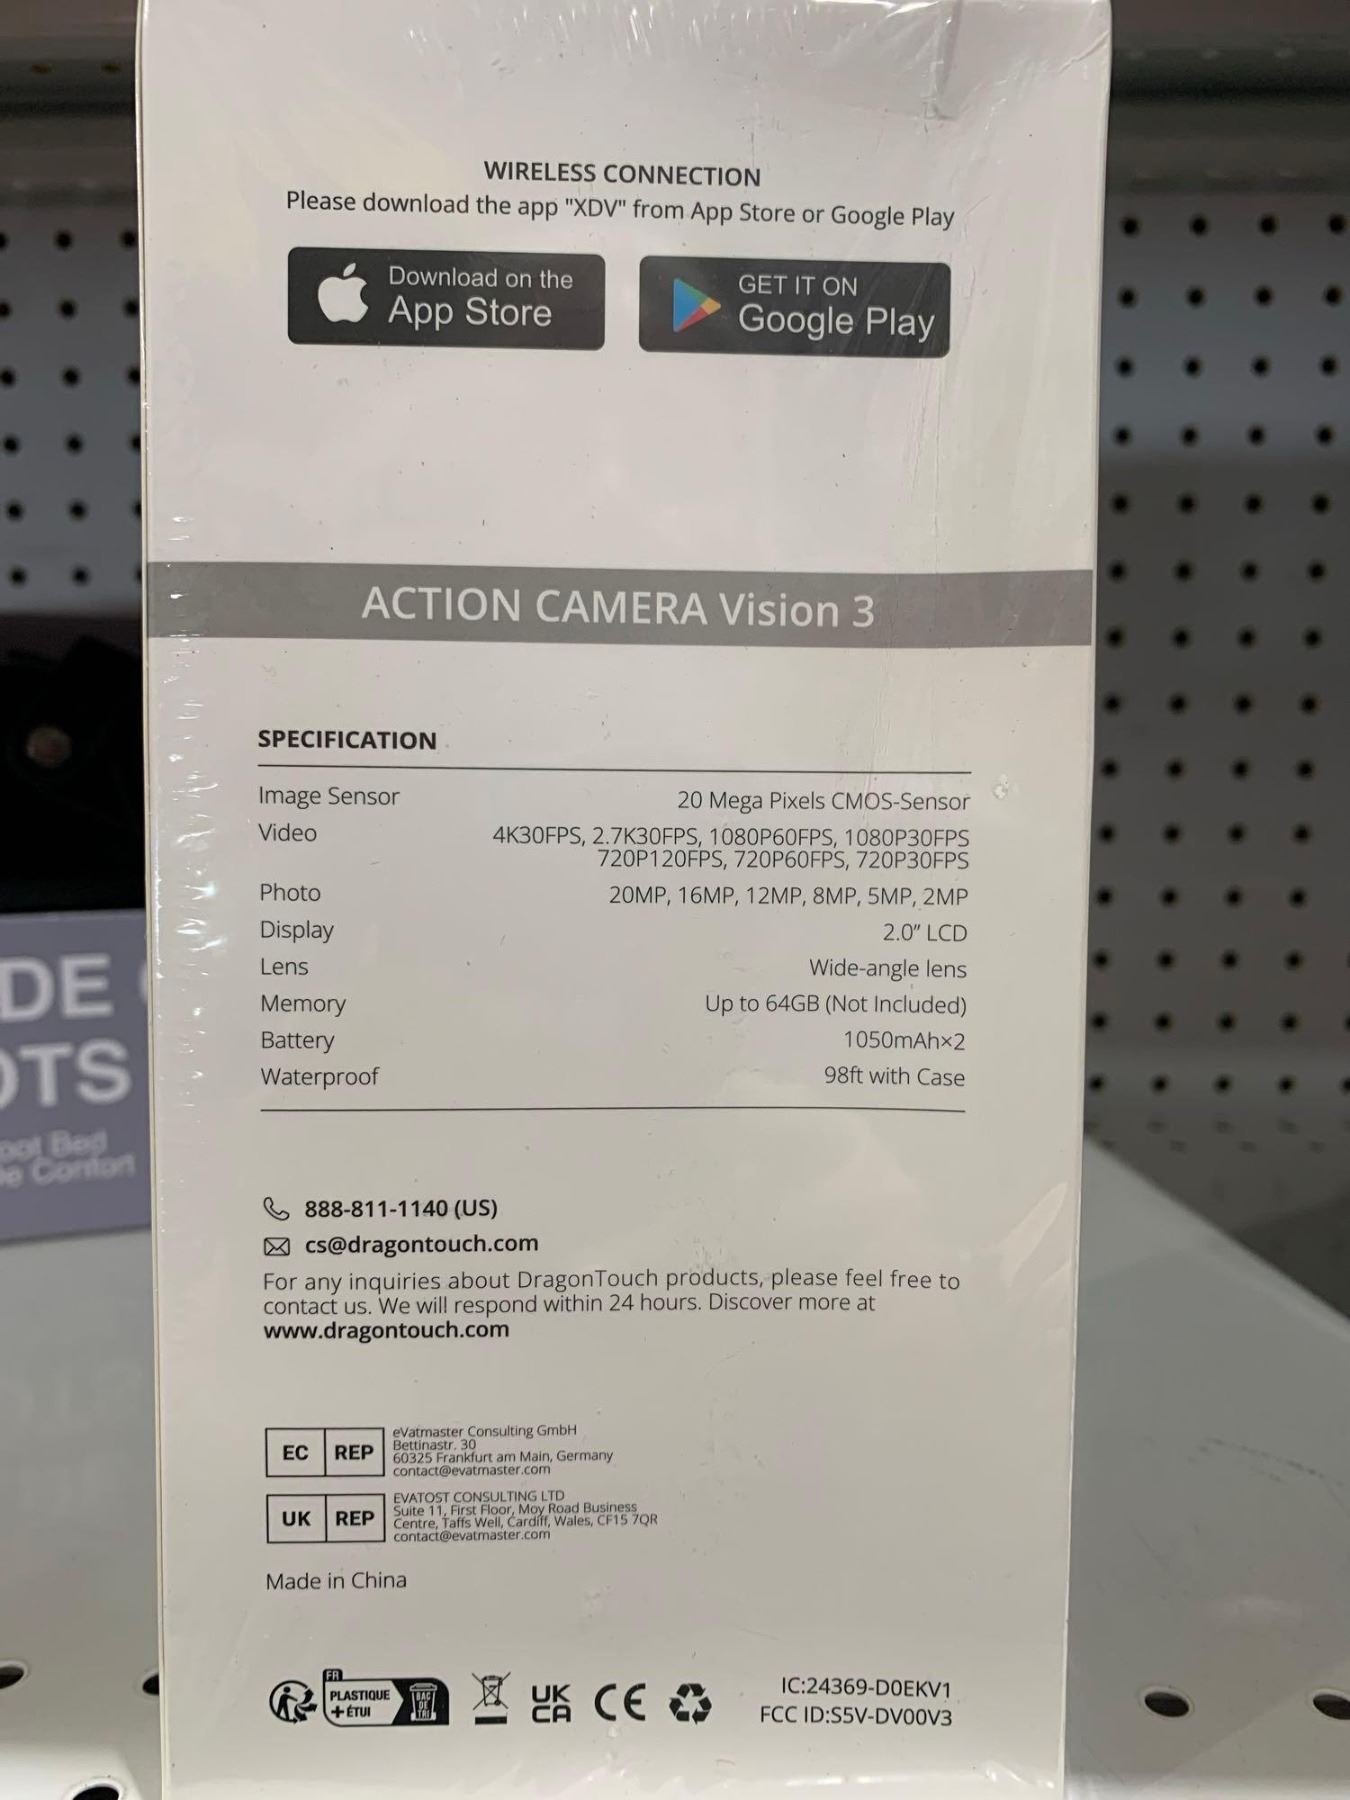 WIRELESS CONNECTION
Please download the app "XDV" from App Store or Google Play
Download on the
App Store
GET IT ON
Google Play
ACTION CAMERA Vision 3
SPECIFICATION
Image Sensor 20 Mega Pixels CMOS-Sensor
Video 4K30FPS, 2.7K30FPS, 1080P60FPS, 1080P30FPS
720P120FPS, 720P60FPS, 720P30FPS
Photo 20MP, 16MP, 12MP, 8MP, 5MP, 2MP
Display 2.0" LCD
Lens Wide-angle lens
Memory Up to 64GB (Not Included)
Battery 1050mAh×2
Waterproof 98ft with Case
888-811-1140 (US)
cs@dragontouch.com
For any inquiries about DragonTouch products, please feel free to
contact us. We will respond within 24 hours. Discover more at
www.dragontouch.com
EC REP
eVatmaster Consulting GmbH
Bettinastr. 30
60325 Frankfurt am Main, Germany
contact@evatmaster.com
UK REP
EVATOST CONSULTING LTD
Suite 11, First Floor, Moy Road Business
Centre, Taffs Well, Cardiff, Wales, CF15 7QR
contact@evatmaster.com
Made in China
FR
PLASTIQUE
+ ÉTUI
BAC
DE
TRI
UK
CA
CE
IC:24369-D0EKV1
FCC ID:S5V-DV00V3
DE
OTS
Bed